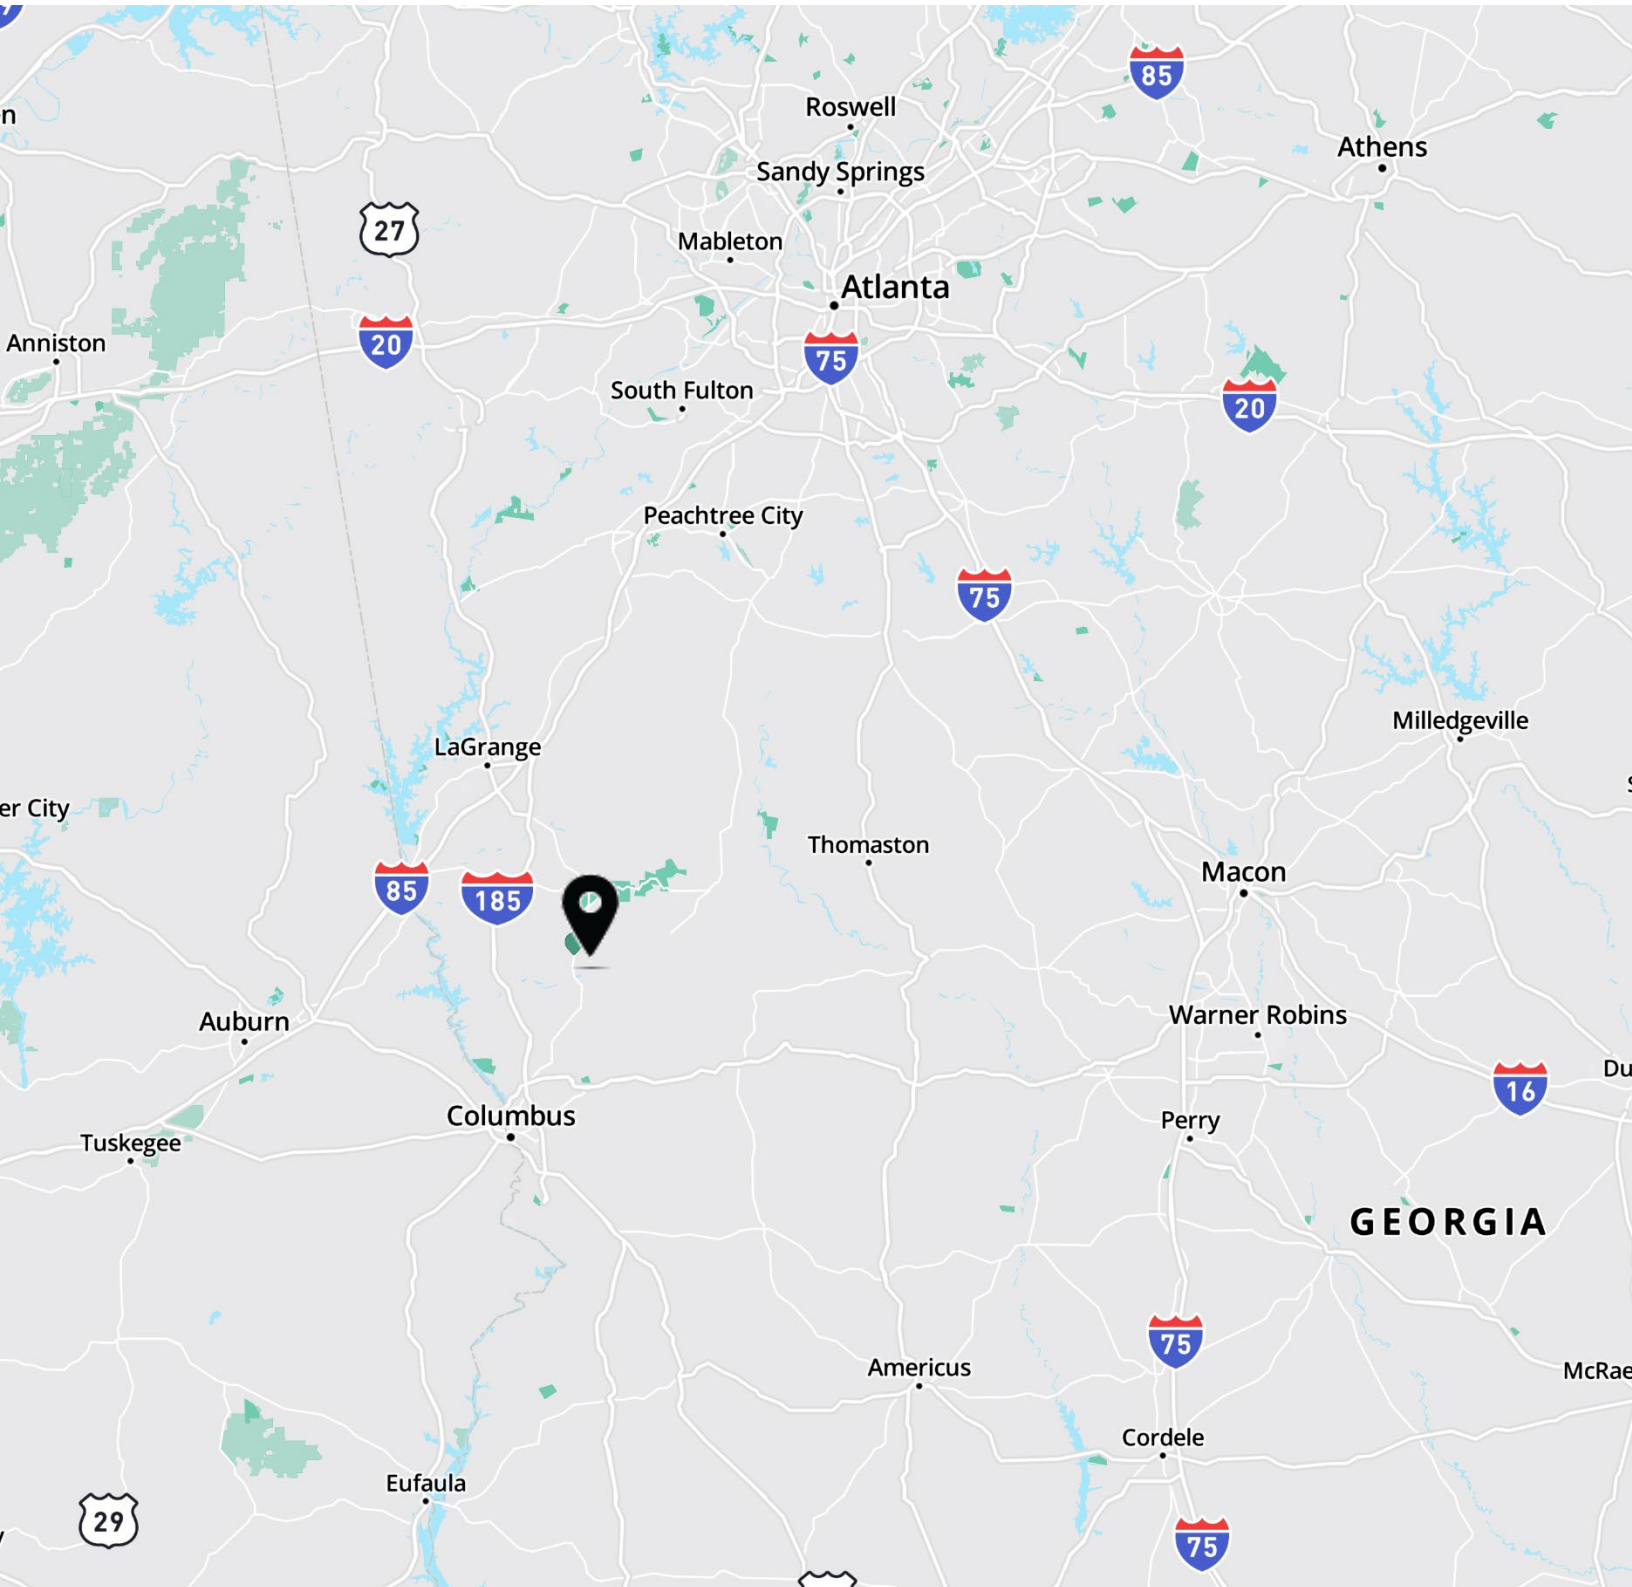 85
Roswell
Athens
Sandy Springs
27
Mableton
Atlanta
Anniston
20
75
South Fulton
20
Peachtree City
75
Milledgeville
LaGrange
er City
Thomaston
Macon
85
185
Warner Robins
Auburn
Du
16
Columbus
Perry
Tuskegee
GEORGIA
75
Americus
McRae
Cordele
Eufaula
29
75